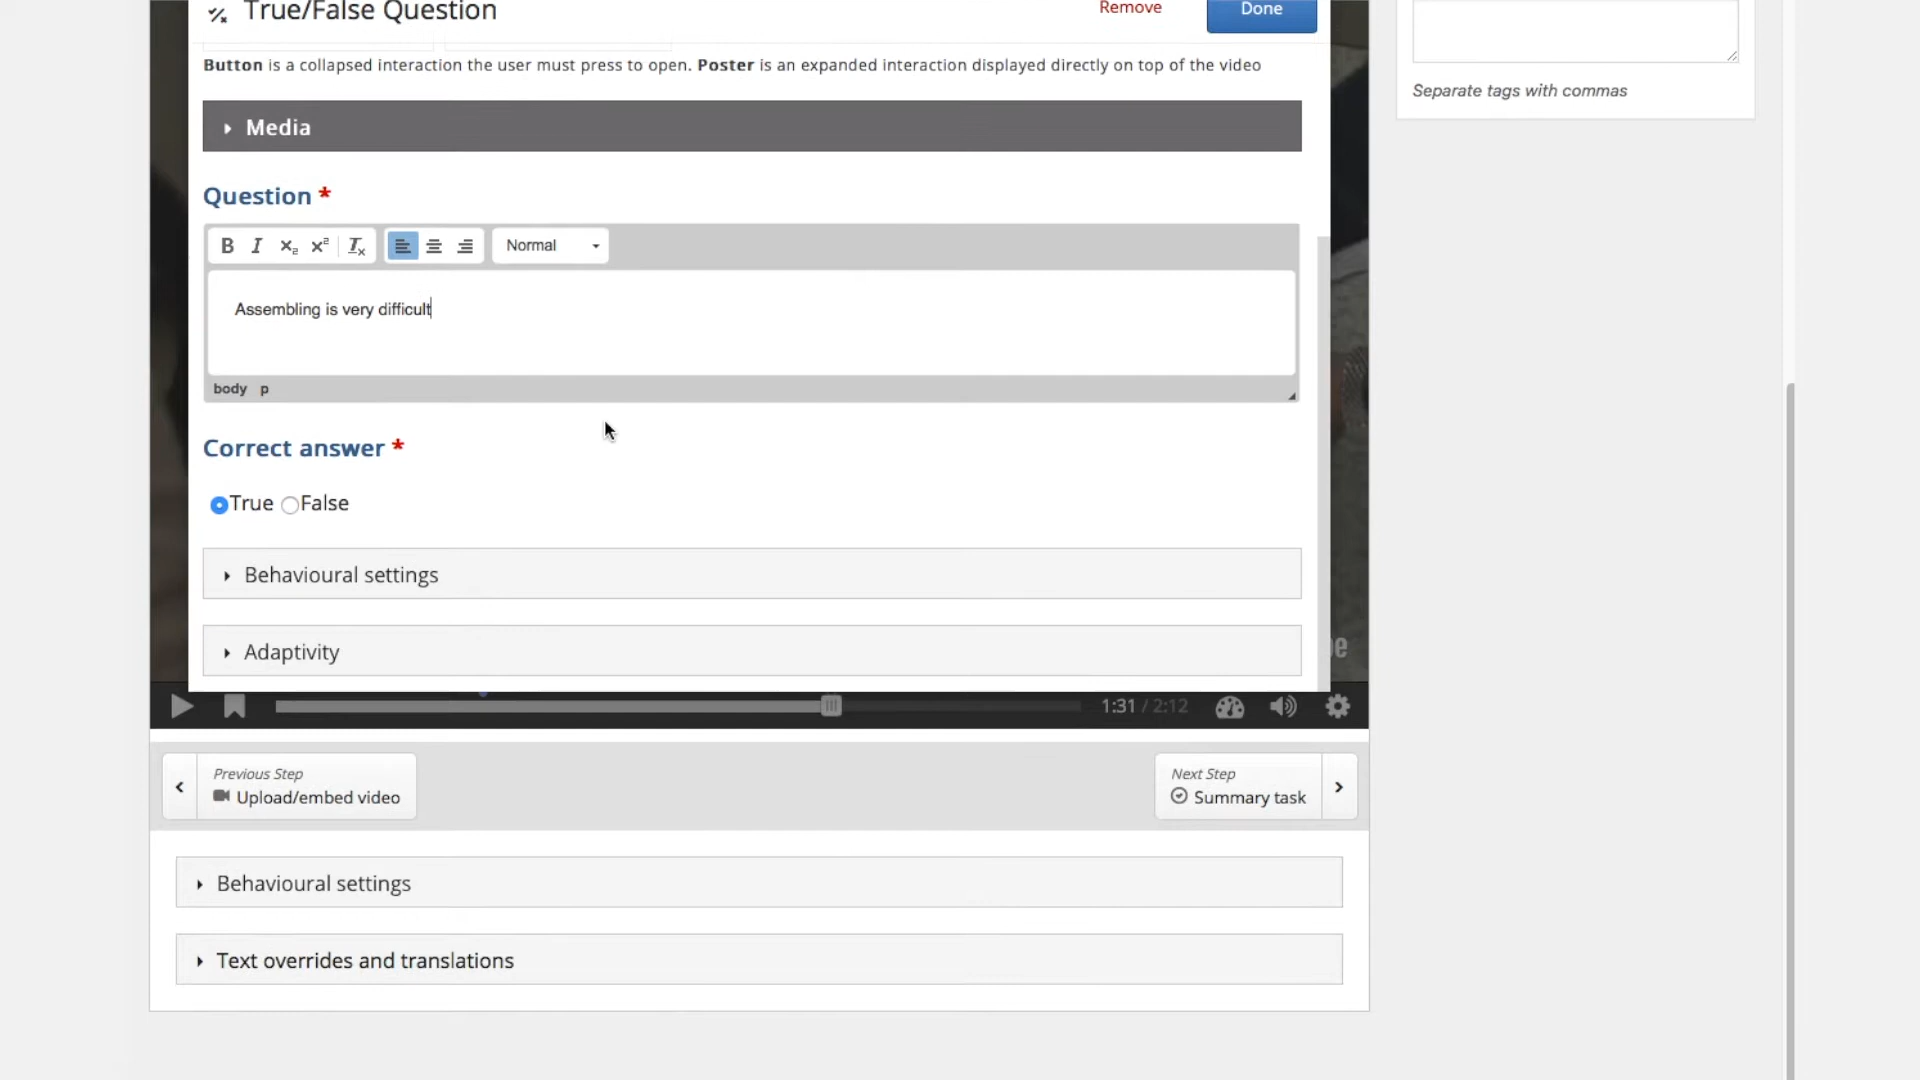 True/False Question
Remove
Done
Button is a collapsed interaction the user must press to open. Poster is an expanded interaction displayed directly on top of the video
Separate tags with commas
Media
Question *
B I x₂ x² Tx Normal
Assembling is very difficult
body p
Correct answer *
True False
Behavioural settings
Adaptivity
1:31 / 2:12
Previous Step
Upload/embed video
Next Step
Summary task
Behavioural settings
Text overrides and translations